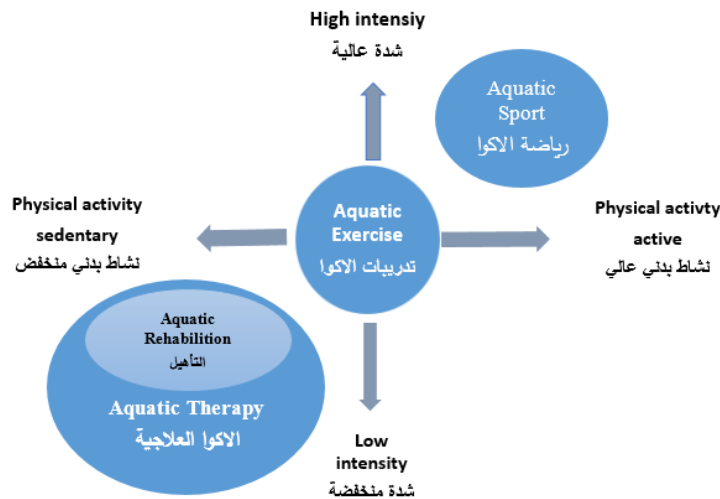 High intensiy
شدة عالية
Aquatic
Sport
رياضة الاكوا
Physical activity
sedentary
نشاط بدني منخفض
Aquatic
Exercise
تدريبات الاكوا
Physical activty
active
نشاط بدني عالي
Aquatic
Rehabilition
التأهيل
Aquatic Therapy
الاكوا العلاجية
Low
intensity
شدة منخفضة